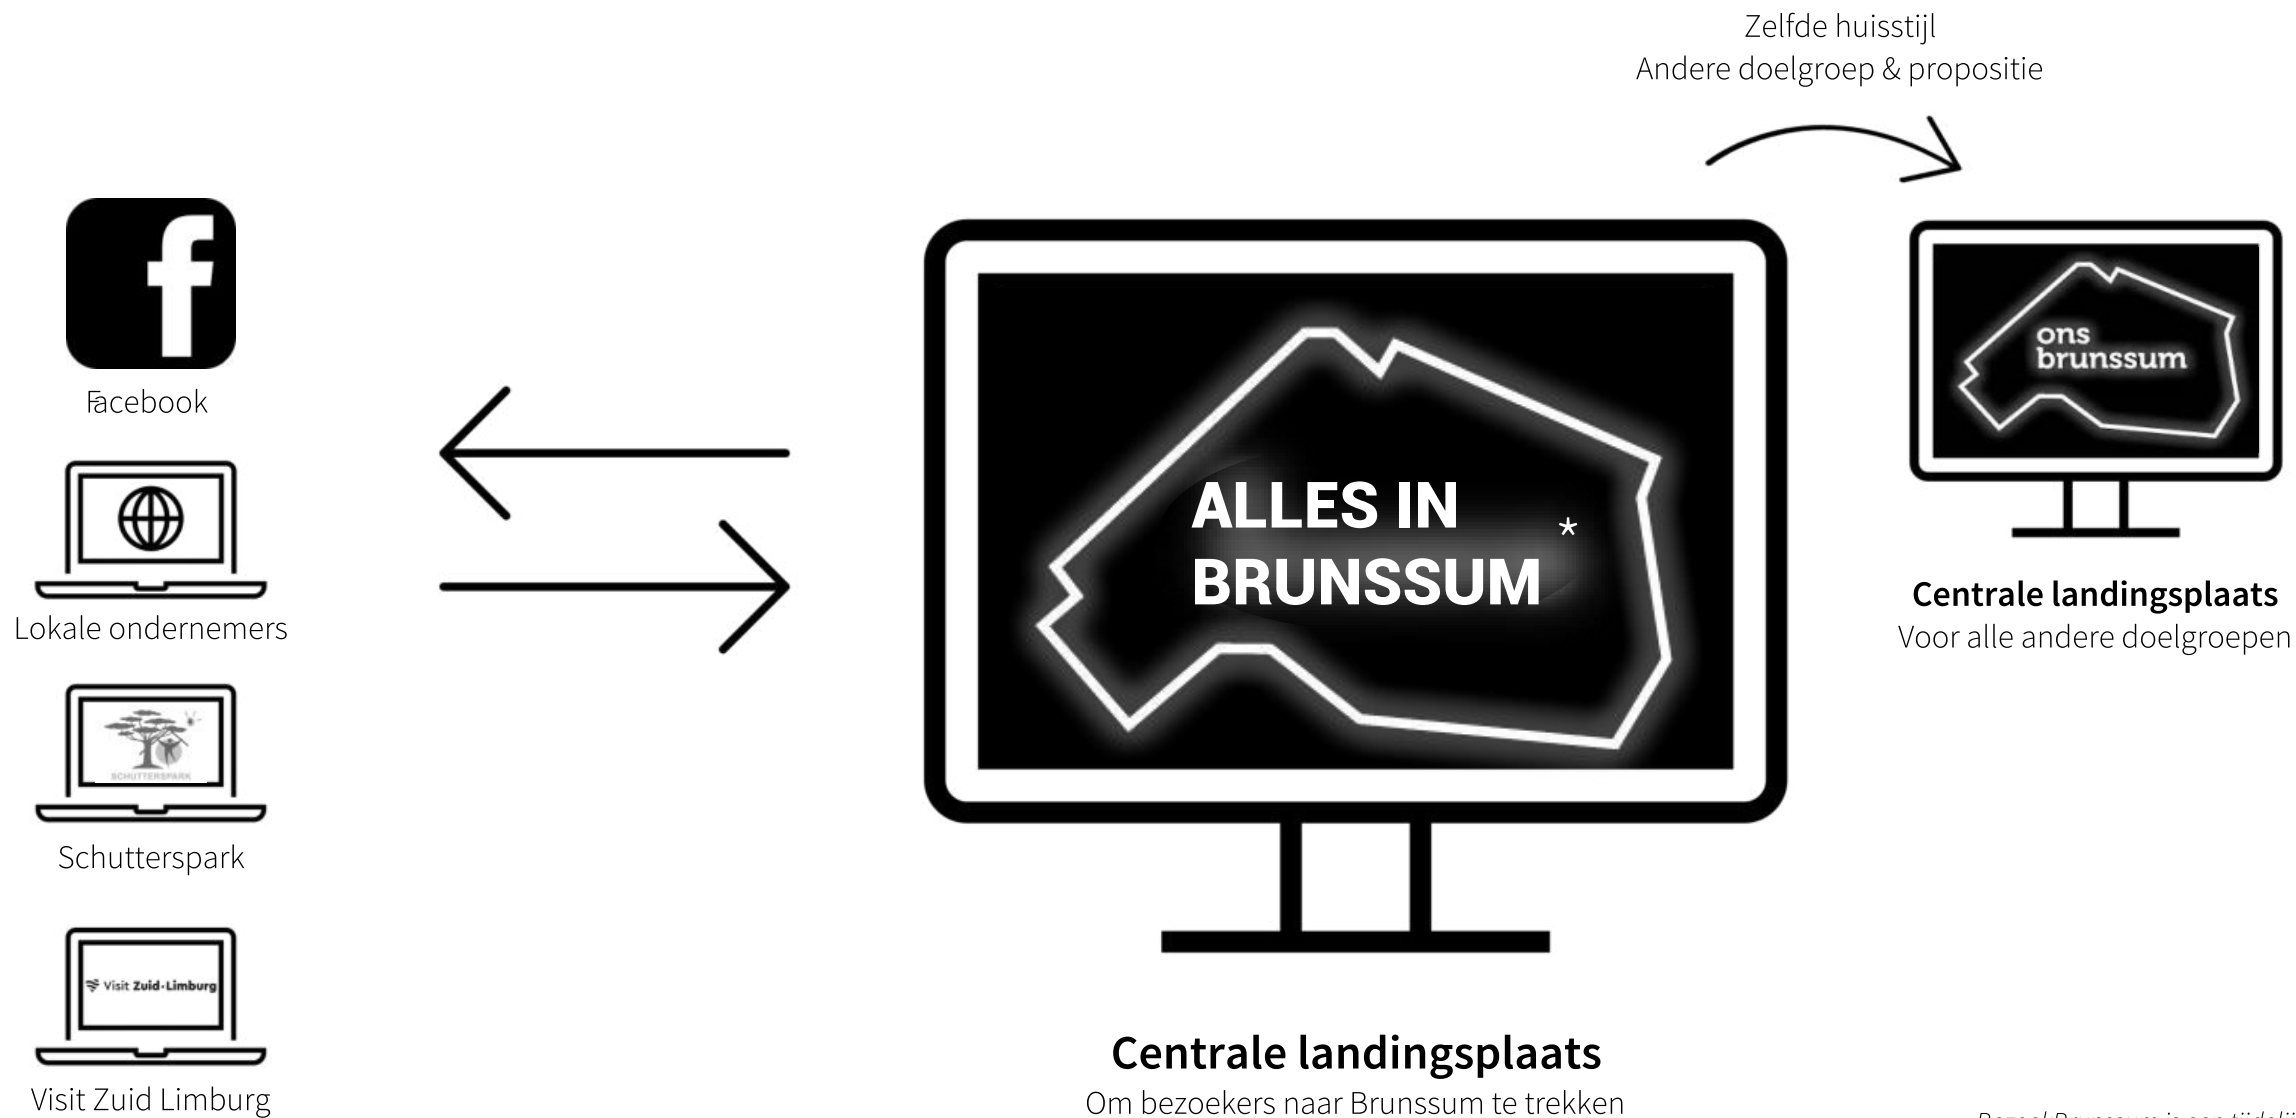 Zelfde huisstijl
Andere doelgroep & propositie
f
Facebook
Lokale ondernemers
SCHUTTERSPARK
Schutterspark
Visit Zuid-Limburg
Visit Zuid Limburg
ALLES IN
BRUNSSUM *
Centrale landingsplaats
Om bezoekers naar Brunssum te trekken
ons
brunssum
Centrale landingsplaats
Voor alle andere doelgroepen